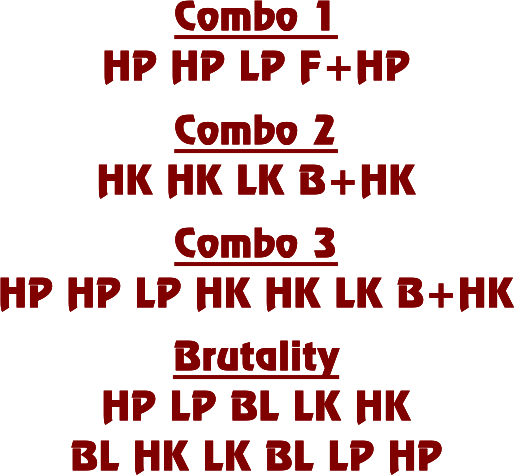 Combo 1
HP HP LP F+HP
Combo 2
HK HK LK B+HK
Combo 3
HP HP LP HK HK LK B+HK
Brutality
HP LP BL LK HK
BL HK LK BL LP HP